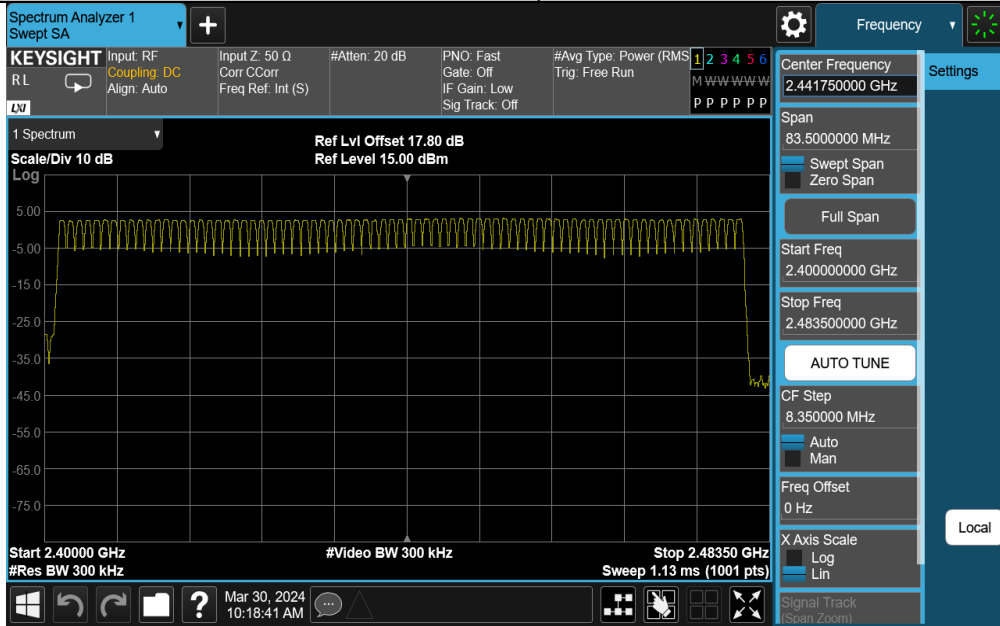 Spectrum Analyzer 1
Swept SA
Frequency
KEYSIGHT
R L
LXI
Input: RF
Coupling: DC
Align: Auto
Input Z: 50 Ω
Corr CCorr
Freq Ref: Int (S)
#Atten: 20 dB
PNO: Fast
Gate: Off
IF Gain: Low
Sig Track: Off
#Avg Type: Power (RMS
Trig: Free Run
1 2 3 4 5 6
M W W W W W
P P P P P P
1 Spectrum
Scale/Div 10 dB
Ref Lvl Offset 17.80 dB
Ref Level 15.00 dBm
Log
5.00
-5.00
-15.0
-25.0
-35.0
-45.0
-55.0
-65.0
-75.0
Start 2.40000 GHz
#Video BW 300 kHz
Stop 2.48350 GHz
#Res BW 300 kHz
Sweep 1.13 ms (1001 pts)
Mar 30, 2024
10:18:41 AM
Center Frequency
2.441750000 GHz
Span
83.5000000 MHz
Swept Span
Zero Span
Full Span
Start Freq
2.400000000 GHz
Stop Freq
2.483500000 GHz
AUTO TUNE
CF Step
8.350000 MHz
Auto
Man
Freq Offset
0 Hz
X Axis Scale
Log
Lin
Signal Track
(Span Zoom)
Settings
Local